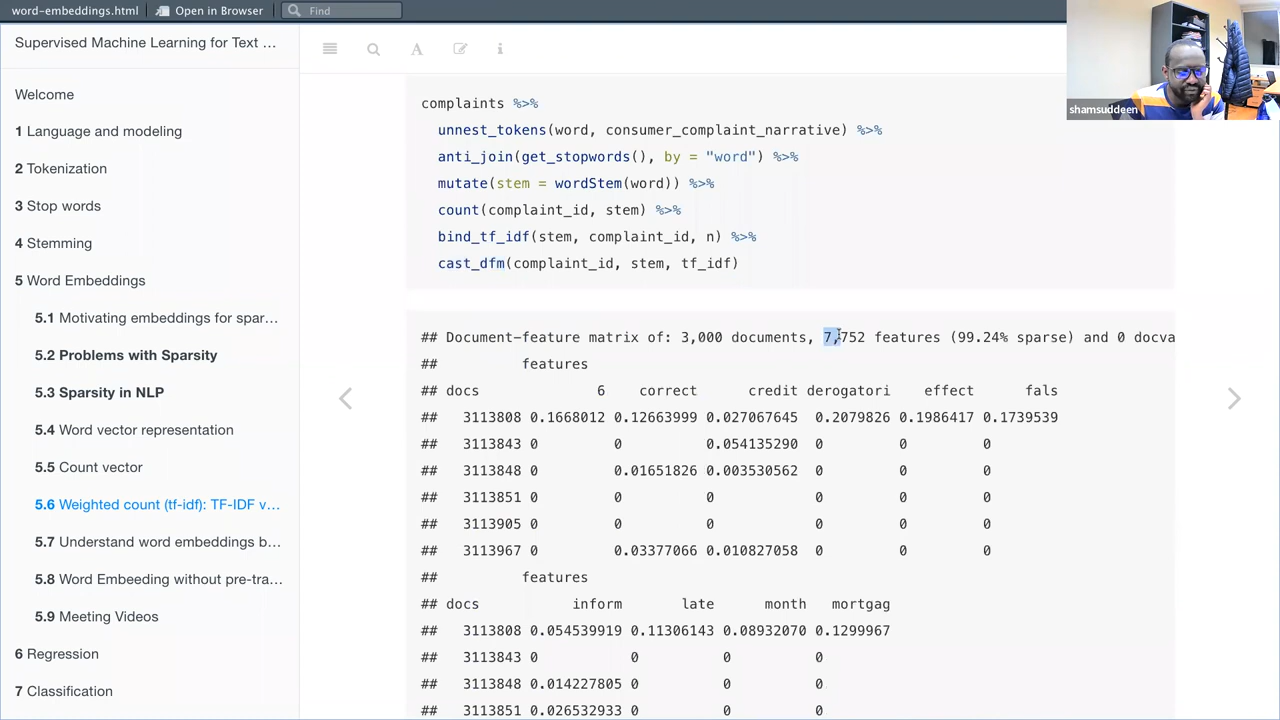 word-embeddings.html
Open in Browser
Find
Supervised Machine Learning for Text …
Welcome
1 Language and modeling
2 Tokenization
3 Stop words
4 Stemming
5 Word Embeddings
5.1 Motivating embeddings for spar…
5.2 Problems with Sparsity
5.3 Sparsity in NLP
5.4 Word vector representation
5.5 Count vector
5.6 Weighted count (tf-idf): TF-IDF v…
5.7 Understand word embeddings b…
5.8 Word Embeeding without pre-tra…
5.9 Meeting Videos
6 Regression
7 Classification
A
i
complaints %>%
unnest_tokens(word, consumer_complaint_narrative) %>%
anti_join(get_stopwords(), by = "word") %>%
mutate(stem = wordStem(word)) %>%
count(complaint_id, stem) %>%
bind_tf_idf(stem, complaint_id, n) %>%
cast_dfm(complaint_id, stem, tf_idf)
## Document-feature matrix of: 3,000 documents, 7,752 features (99.24% sparse) and 0 docva
## features
## docs 6 correct credit derogatori effect fals
## 3113808 0.1668012 0.12663999 0.027067645 0.2079826 0.1986417 0.1739539
## 3113843 0 0 0.054135290 0 0 0
## 3113848 0 0.01651826 0.003530562 0 0 0
## 3113851 0 0 0 0 0 0
## 3113905 0 0 0 0 0 0
## 3113967 0 0.03377066 0.010827058 0 0 0
## features
## docs inform late month mortgag
## 3113808 0.054539919 0.11306143 0.08932070 0.1299967
## 3113843 0 0 0 0
## 3113848 0.014227805 0 0 0
## 3113851 0.026532933 0 0 0
shamsuddeen